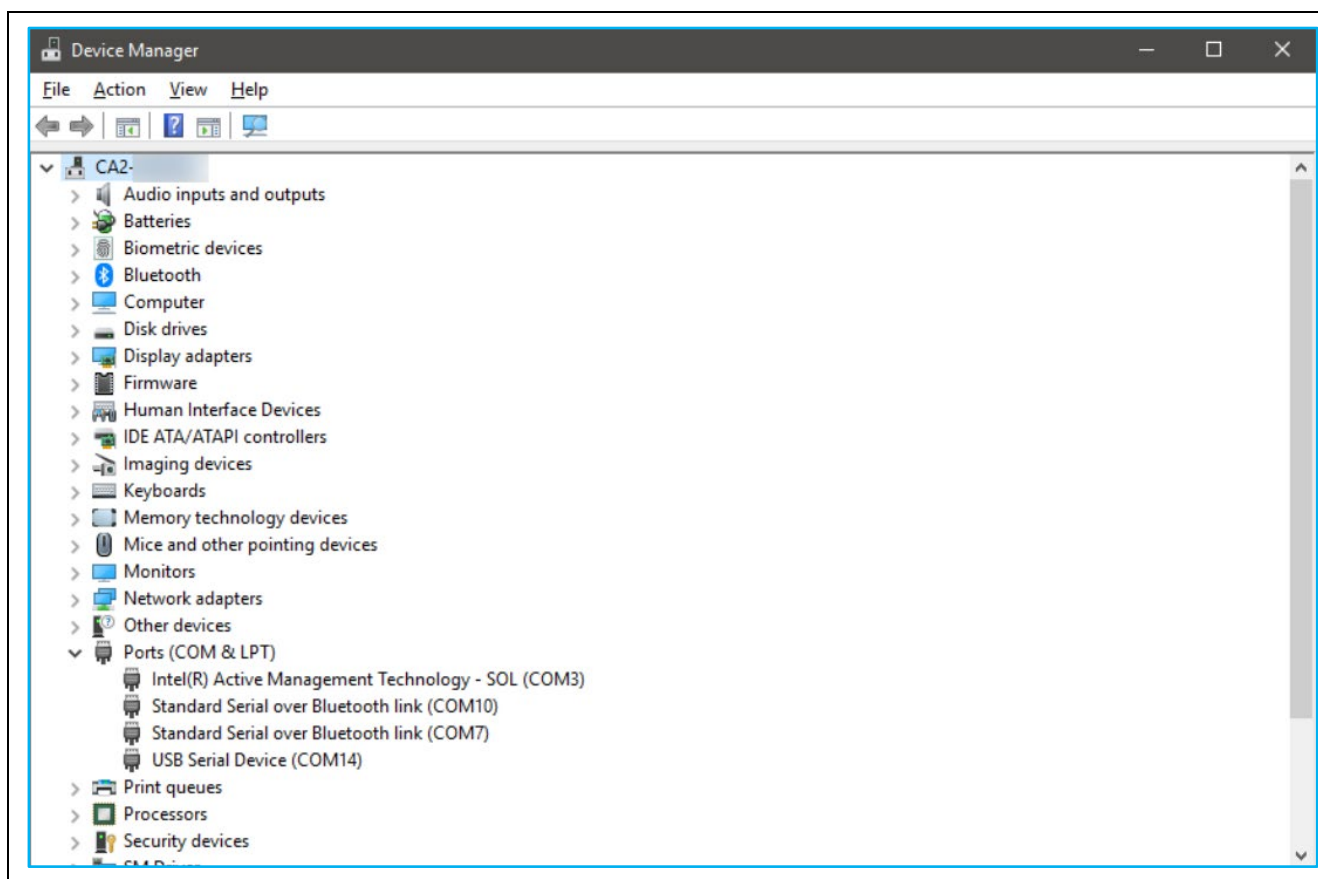 Device Manager
File Action View Help
CA2-
Audio inputs and outputs
Batteries
Biometric devices
Bluetooth
Computer
Disk drives
Display adapters
Firmware
Human Interface Devices
IDE ATA/ATAPI controllers
Imaging devices
Keyboards
Memory technology devices
Mice and other pointing devices
Monitors
Network adapters
Other devices
Ports (COM & LPT)
Intel(R) Active Management Technology - SOL (COM3)
Standard Serial over Bluetooth link (COM10)
Standard Serial over Bluetooth link (COM7)
USB Serial Device (COM14)
Print queues
Processors
Security devices